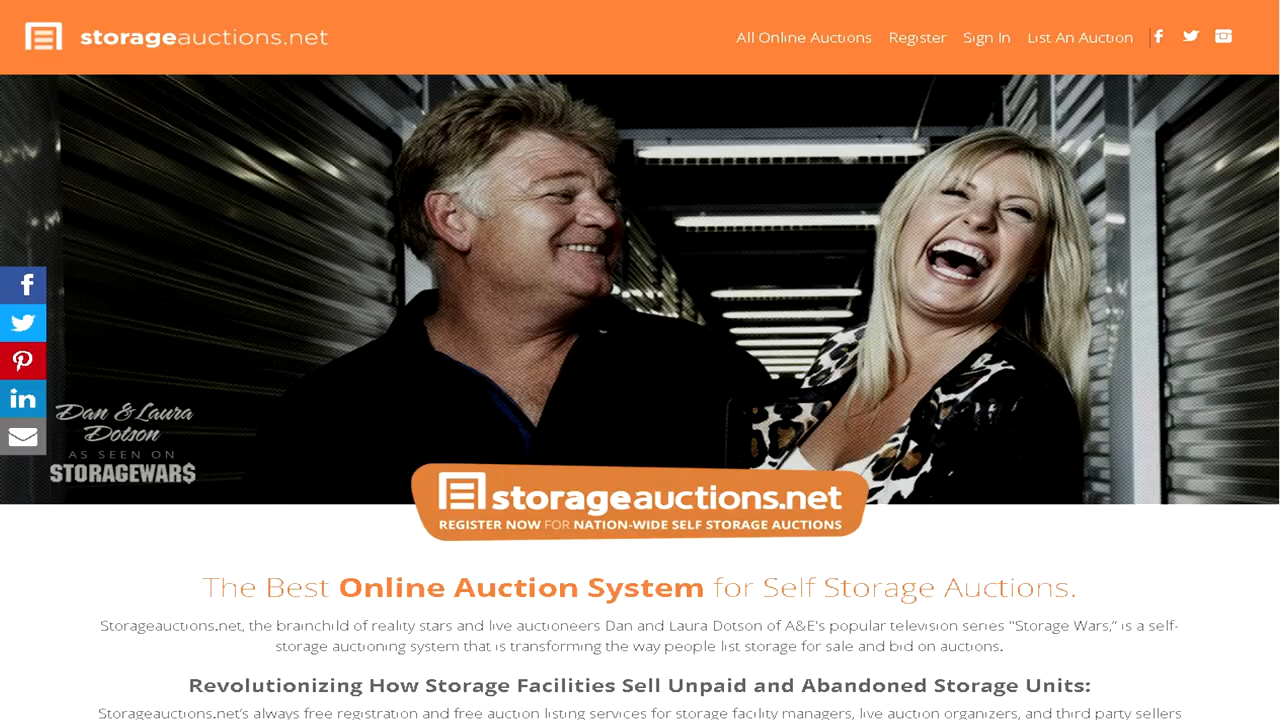 storageauctions.net
All Online Auctions Register Sign In List An Auction
Dan & Laura
Dotson
AS SEEN ON
STORAGEWAR$
storageauctions.net
REGISTER NOW FOR NATION-WIDE SELF STORAGE AUCTIONS
The Best Online Auction System for Self Storage Auctions.
Storageauctions.net, the brainchild of reality stars and live auctioneers Dan and Laura Dotson of A&E's popular television series "Storage Wars," is a self-
storage auctioning system that is transforming the way people list storage for sale and bid on auctions.
Revolutionizing How Storage Facilities Sell Unpaid and Abandoned Storage Units:
Storageauctions.net's always free registration and free auction listing services for storage facility managers, live auction organizers, and third party sellers